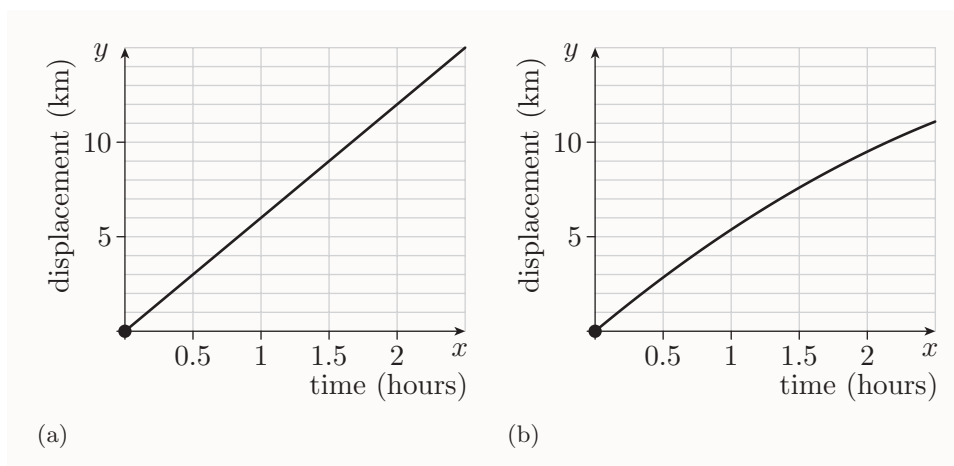 y
displacement (km)
10
5
0.5 1 1.5 2 x
time (hours)
(a)
y
displacement (km)
10
5
0.5 1 1.5 2 x
time (hours)
(b)